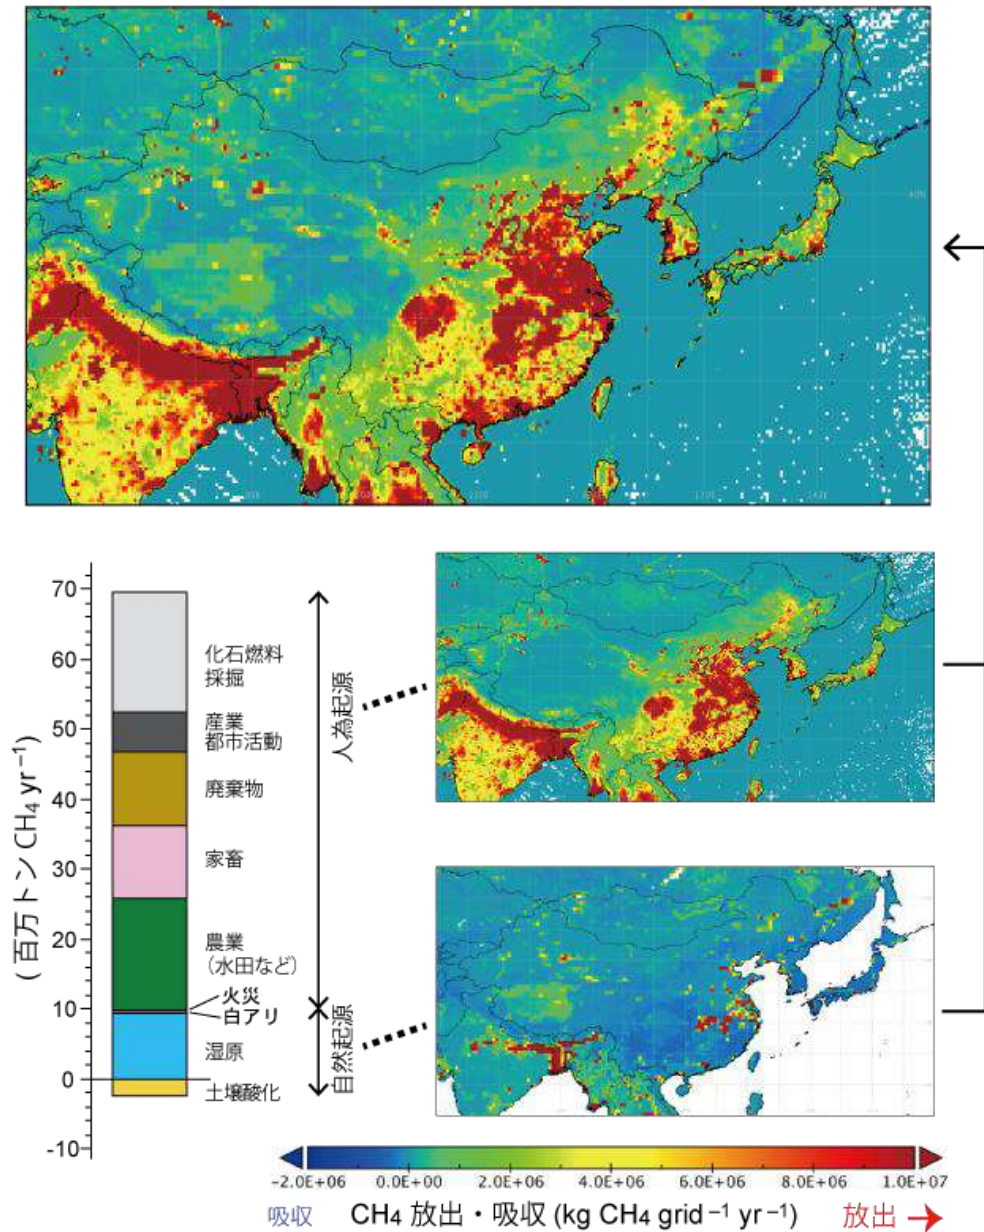 70
60
50
40
30
20
10
0
-10
(百万トン CH₄ yr⁻¹)
化石燃料
採掘
産業
都市活動
廃棄物
家畜
農業
(水田など)
火災
白アリ
湿原
土壌酸化
人為起源
自然起源
-2.0E+06 0.0E+00 2.0E+06 4.0E+06 6.0E+06 8.0E+06 1.0E+07
吸収 CH₄ 放出・吸収 (kg CH₄ grid⁻¹ yr⁻¹) 放出